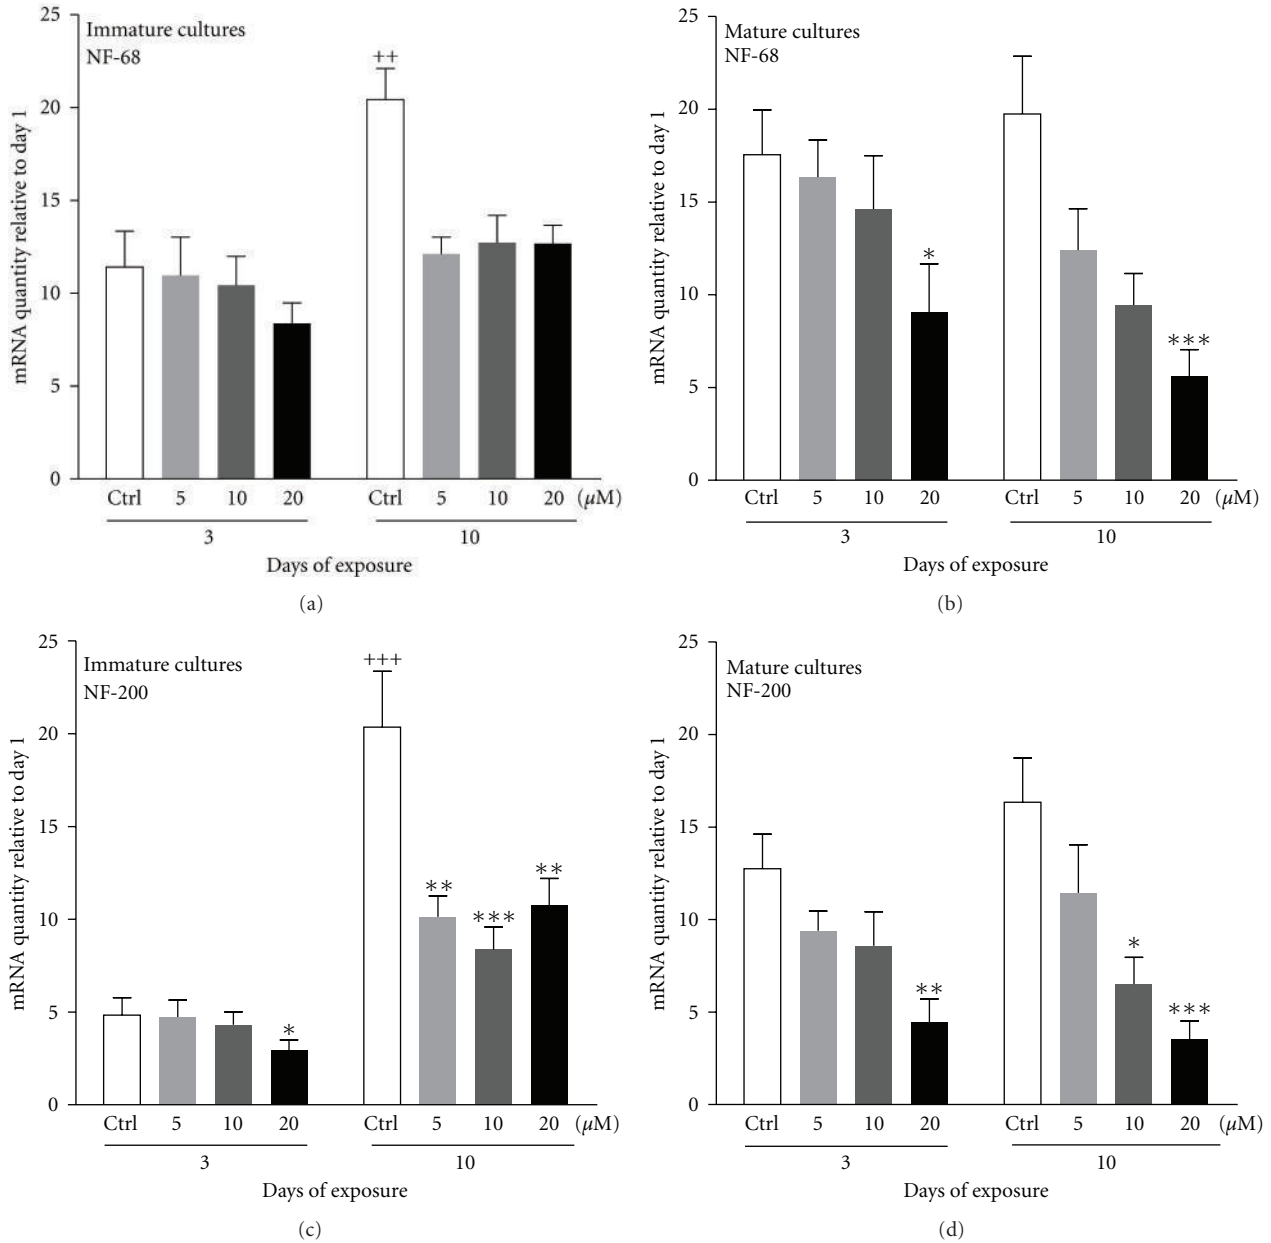 Immature cultures
NF-68
mRNA quantity relative to day 1
25
20
15
10
5
0
++
Ctrl 5 10 20 Ctrl 5 10 20 (μM)
3 10
Days of exposure
(a)
Mature cultures
NF-68
mRNA quantity relative to day 1
25
20
15
10
5
0
*
***
Ctrl 5 10 20 Ctrl 5 10 20 (μM)
3 10
Days of exposure
(b)
Immature cultures
NF-200
mRNA quantity relative to day 1
25
20
15
10
5
0
+++
** *** **
*
Ctrl 5 10 20 Ctrl 5 10 20 (μM)
3 10
Days of exposure
(c)
Mature cultures
NF-200
mRNA quantity relative to day 1
25
20
15
10
5
0
**
*
***
Ctrl 5 10 20 Ctrl 5 10 20 (μM)
3 10
Days of exposure
(d)